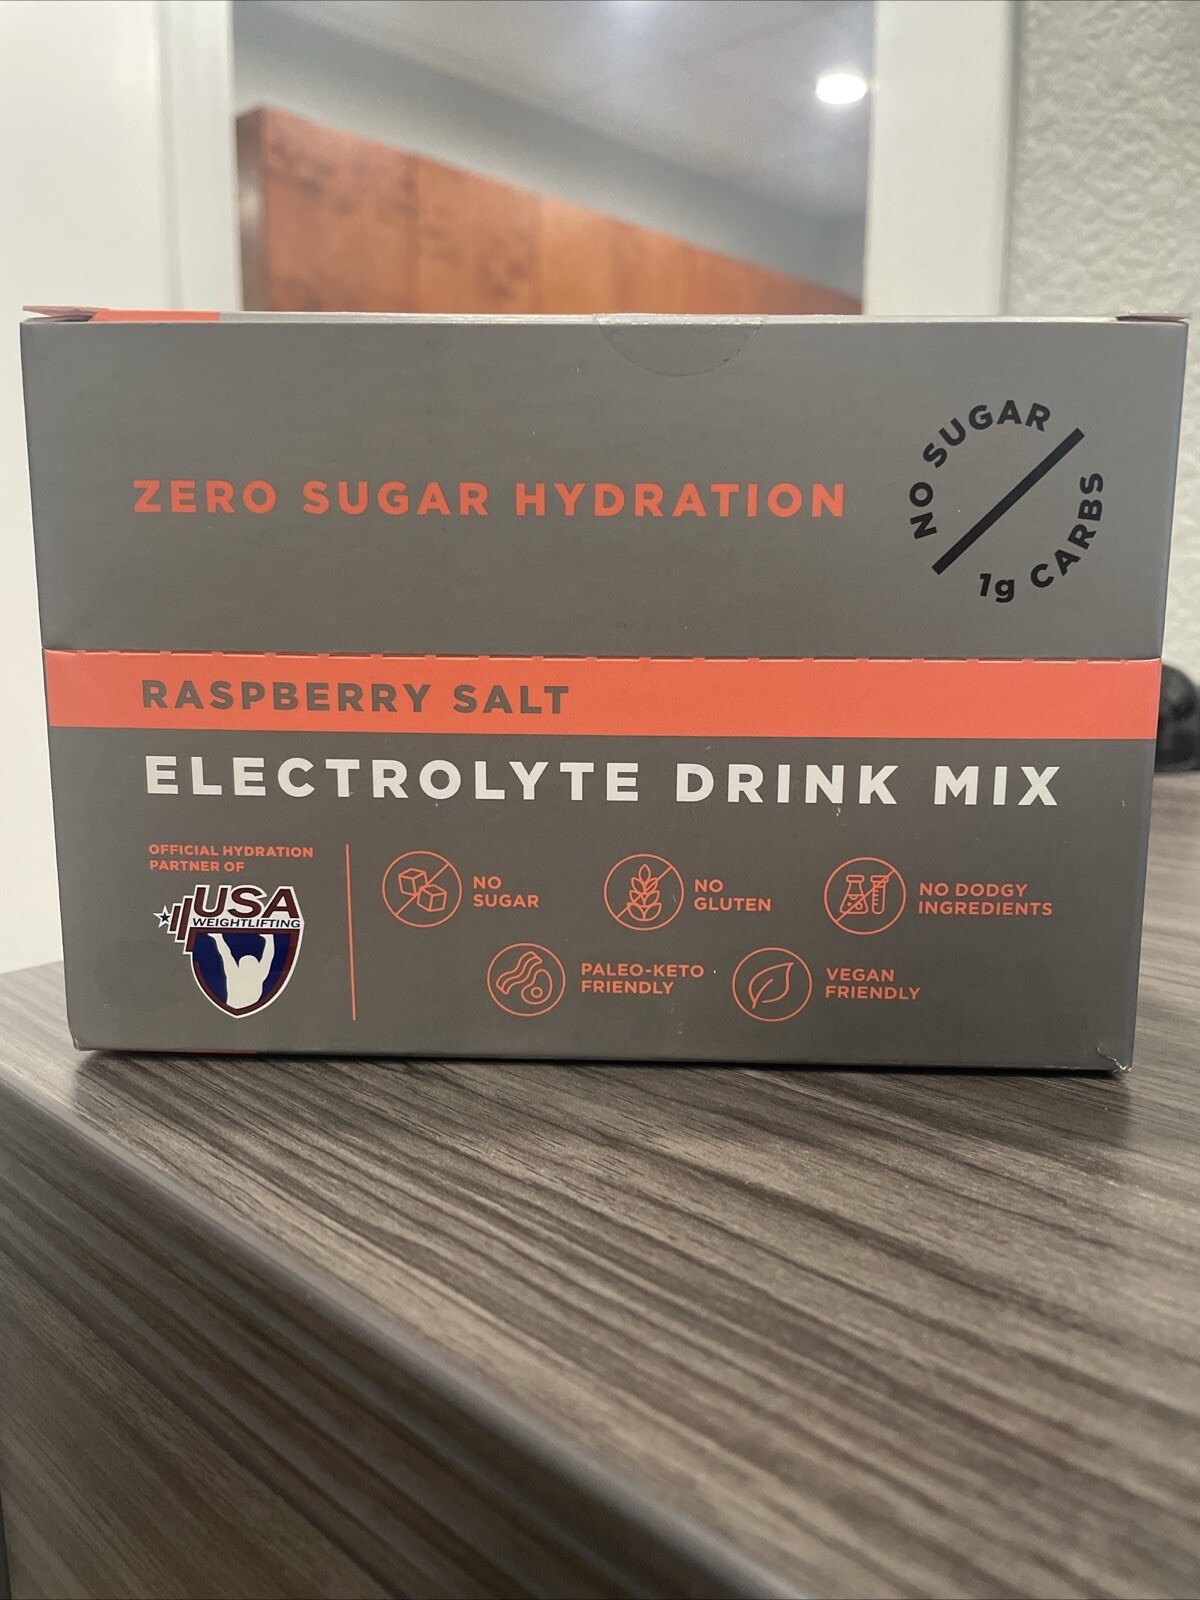 ZERO SUGAR HYDRATION
NO SUGAR
1g CARBS
RASPBERRY SALT
ELECTROLYTE DRINK MIX
OFFICIAL HYDRATION
PARTNER OF
USA
WEIGHTLIFTING
NO
SUGAR
NO
GLUTEN
NO DODGY
INGREDIENTS
PALEO-KETO
FRIENDLY
VEGAN
FRIENDLY